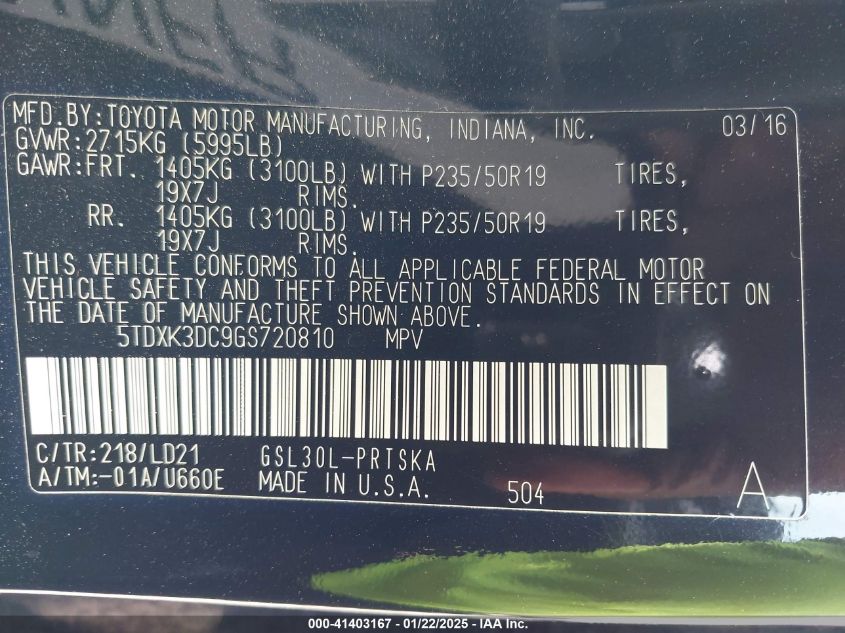 MFD.BY:TOYOTA MOTOR MANUFACTURING, INDIANA, INC. 03/16
GVWR:2715KG (5995LB)
GAWR:FRT. 1405KG (3100LB) WITH P235/50R19 TIRES,
19X7J RIMS.
RR. 1405KG (3100LB) WITH P235/50R19 TIRES,
19X7J RIMS.
THIS VEHICLE CONFORMS TO ALL APPLICABLE FEDERAL MOTOR
VEHICLE SAFETY AND THEFT PREVENTION STANDARDS IN EFFECT ON
THE DATE OF MANUFACTURE SHOWN ABOVE.
5TDXK3DC9GS720810 MPV
C/TR:218/LD21 GSL30L-PRTSKA
A/TM:-01A/U660E MADE IN U.S.A. 504 A
000-41403167 - 01/22/2025 - IAA Inc.